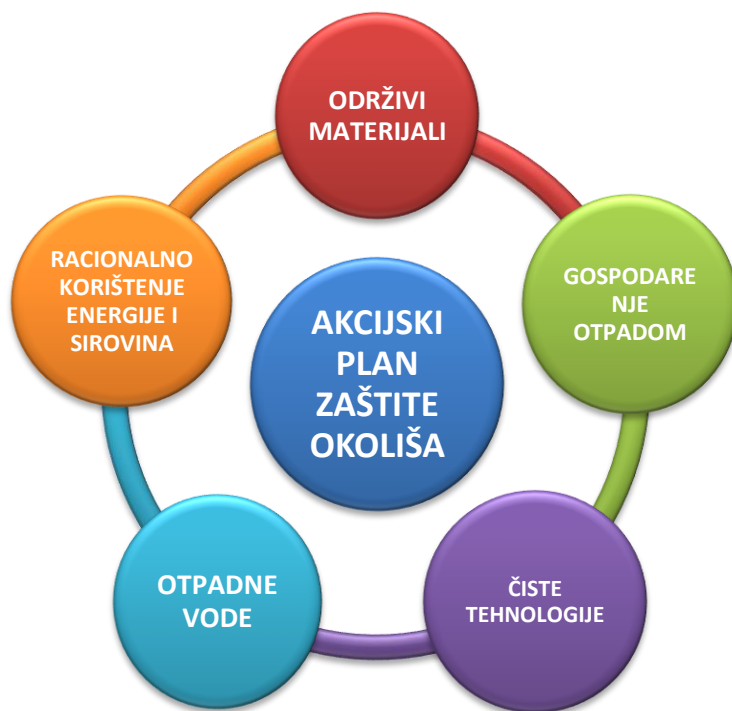 ODRŽIVI
MATERIJALI
GOSPODARE
NJE
OTPADOM
ČISTE
TEHNOLOGIJE
OTPADNE
VODE
RACIONALNO
KORIŠTENJE
ENERGIJE I
SIROVINA
AKCIJSKI
PLAN
ZAŠTITE
OKOLIŠA